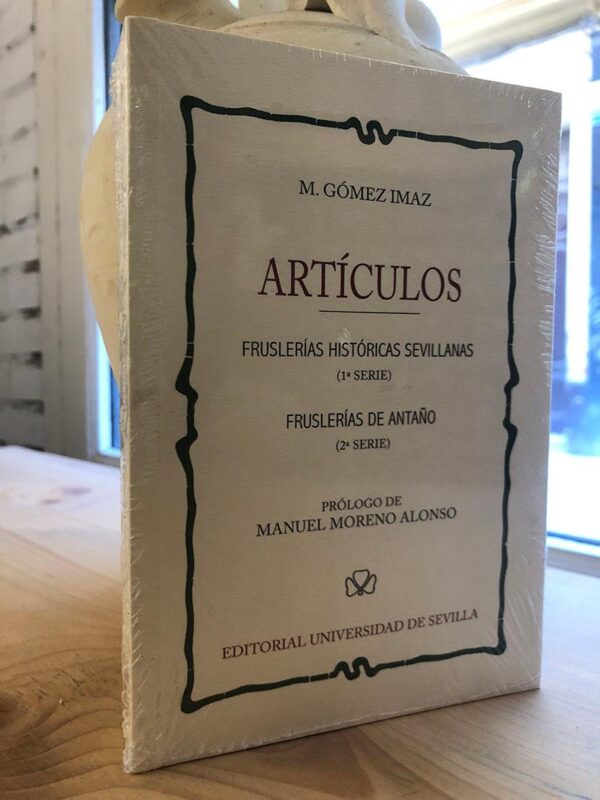 M. GÓMEZ IMAZ
ARTÍCULOS
FRUSLERÍAS HISTÓRICAS SEVILLANAS
(1ª SERIE)
FRUSLERÍAS DE ANTAÑO
(2ª SERIE)
PRÓLOGO DE
MANUEL MORENO ALONSO
EDITORIAL UNIVERSIDAD DE SEVILLA